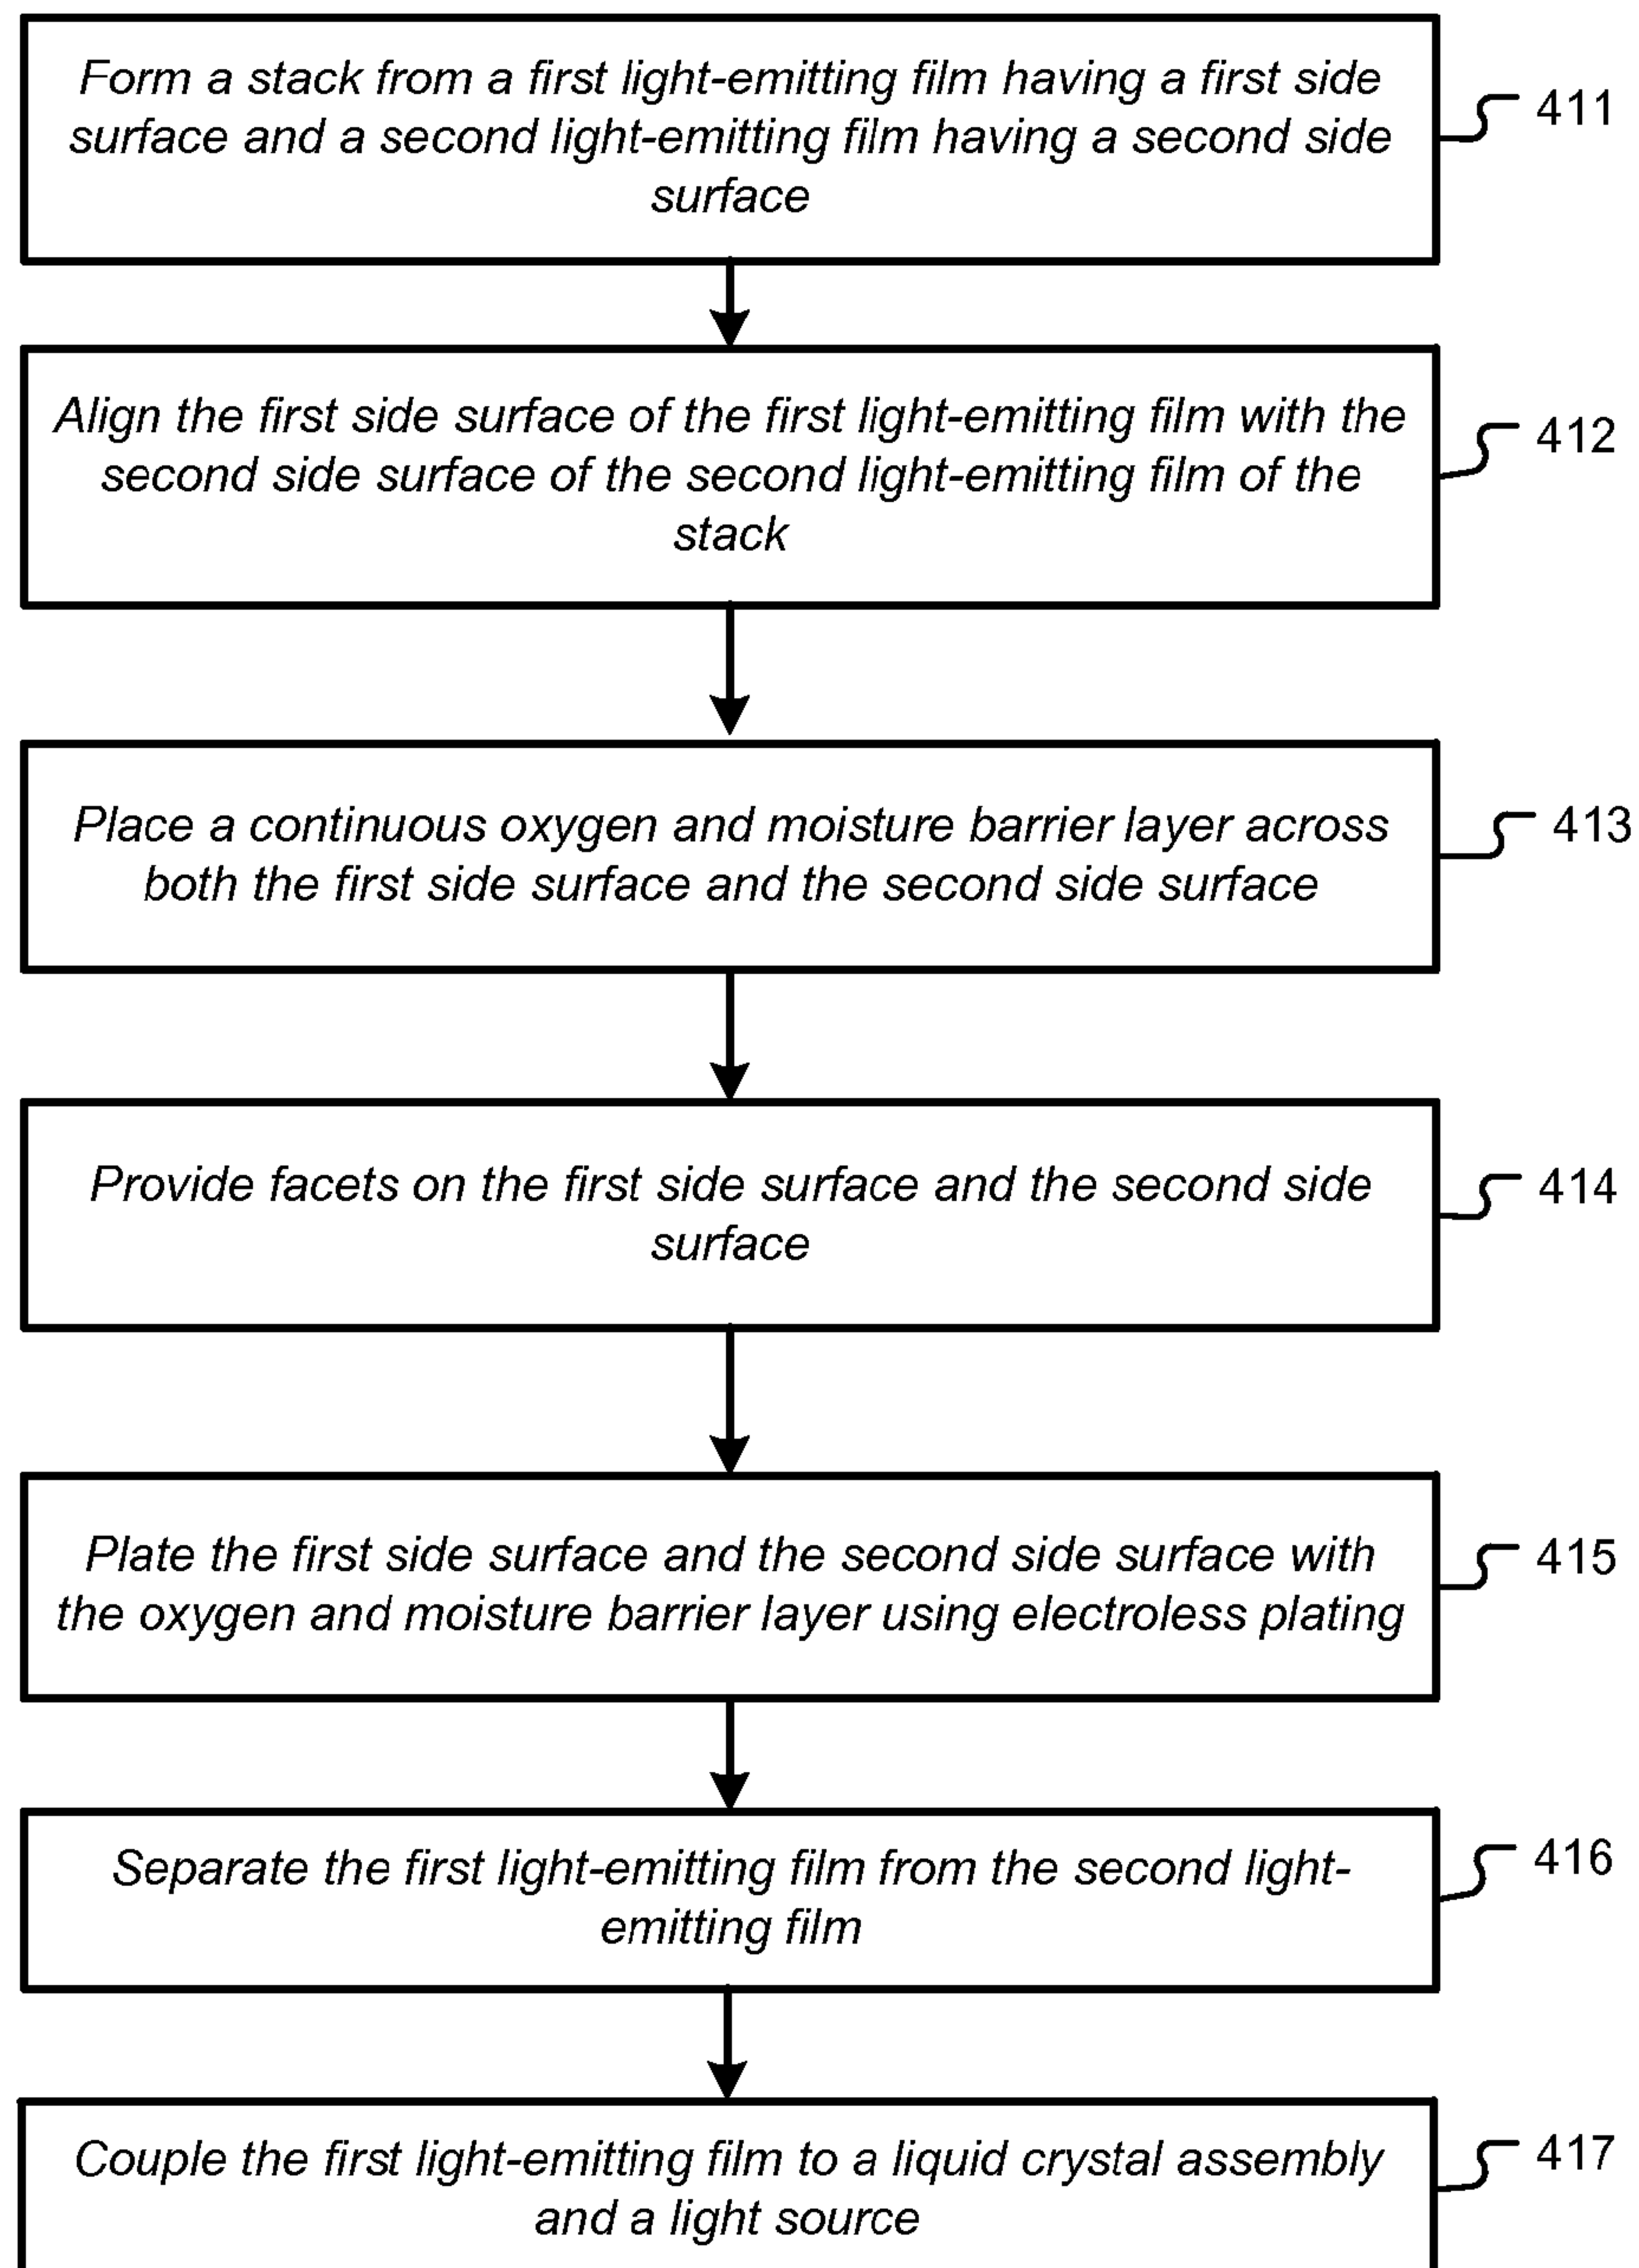 Form a stack from a first light-emitting film having a first side
surface and a second light-emitting film having a second side
surface
411
Align the first side surface of the first light-emitting film with the
second side surface of the second light-emitting film of the
stack
412
Place a continuous oxygen and moisture barrier layer across
both the first side surface and the second side surface
413
Provide facets on the first side surface and the second side
surface
414
Plate the first side surface and the second side surface with
the oxygen and moisture barrier layer using electroless plating
415
Separate the first light-emitting film from the second light-
emitting film
416
Couple the first light-emitting film to a liquid crystal assembly
and a light source
417